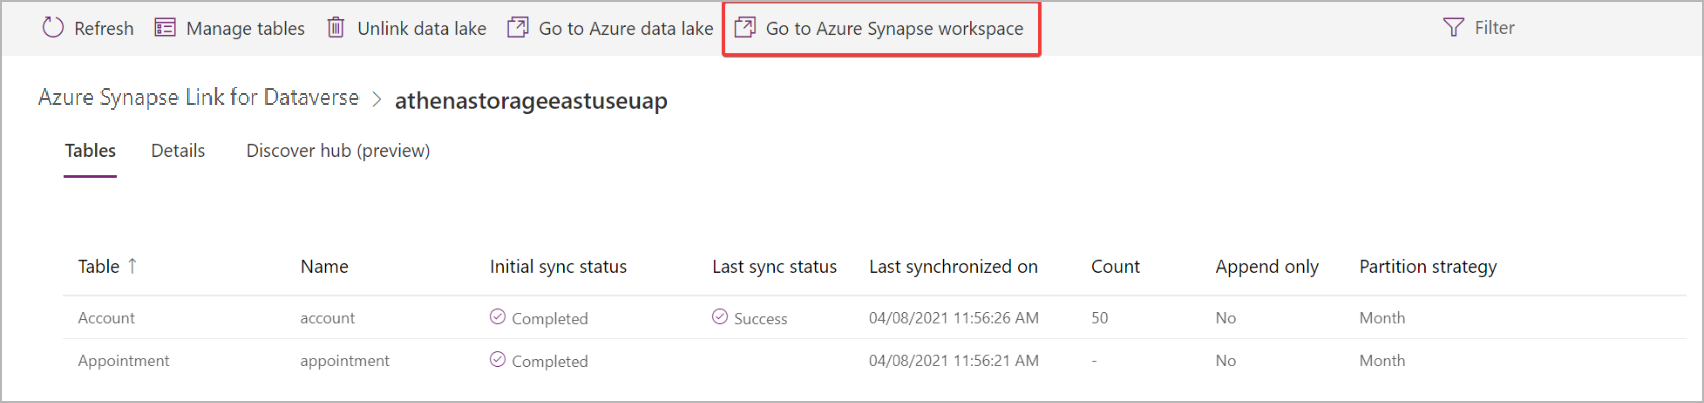 Refresh Manage tables Unlink data lake Go to Azure data lake Go to Azure Synapse workspace Filter
Azure Synapse Link for Dataverse > athenastorageeastuseuap
Tables Details Discover hub (preview)
Table ↑ Name Initial sync status Last sync status Last synchronized on Count Append only Partition strategy
Account account Completed Success 04/08/2021 11:56:26 AM 50 No Month
Appointment appointment Completed 04/08/2021 11:56:21 AM - No Month